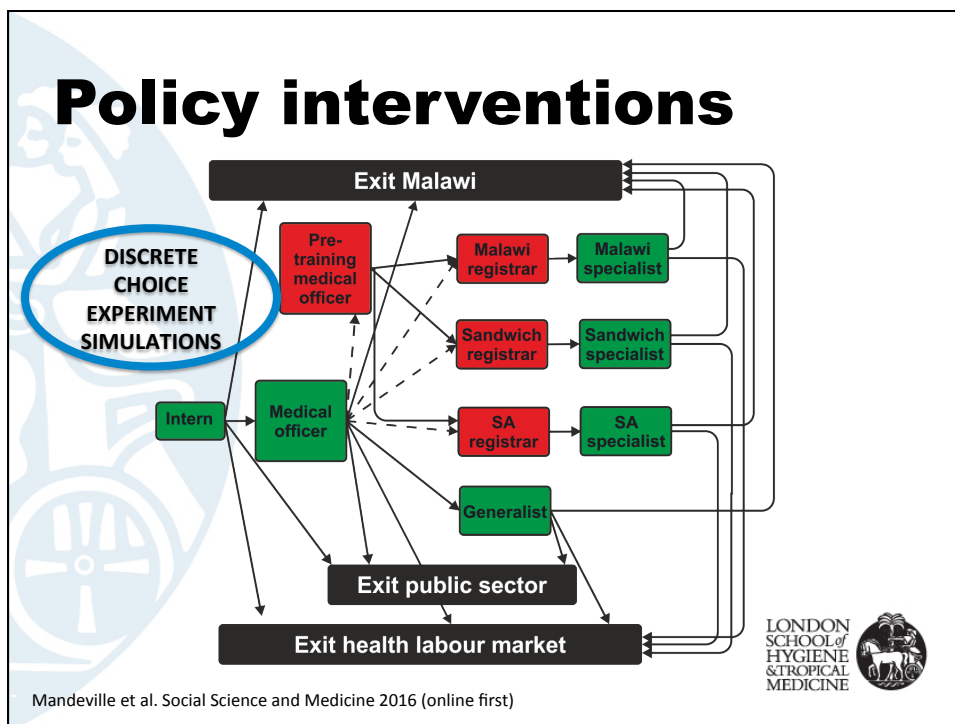 Policy interventions
Exit Malawi
DISCRETE
CHOICE
EXPERIMENT
SIMULATIONS
Pre-
training
medical
officer
Malawi
registrar
Malawi
specialist
Sandwich
registrar
Sandwich
specialist
Intern
Medical
officer
SA
registrar
SA
specialist
Generalist
Exit public sector
Exit health labour market
LONDON
SCHOOL of
HYGIENE
& TROPICAL
MEDICINE
Mandeville et al. Social Science and Medicine 2016 (online first)